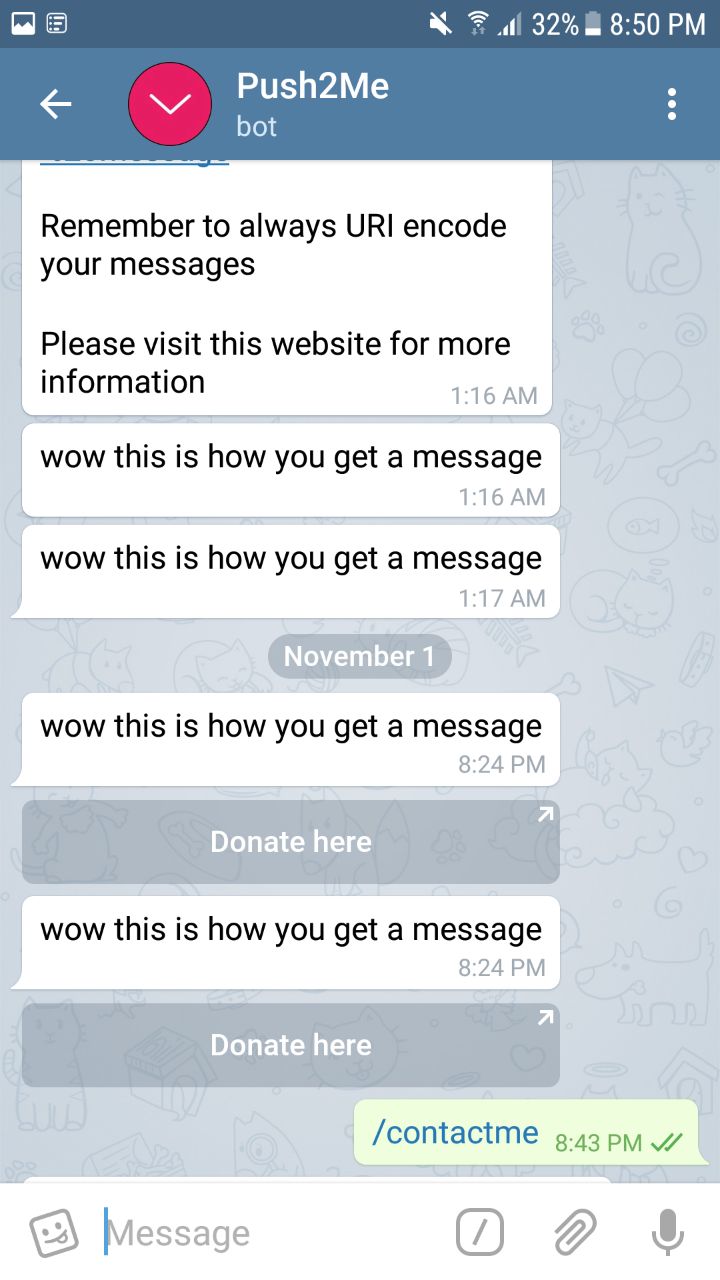 32% 8:50 PM
Push2Me
bot
Remember to always URI encode
your messages
Please visit this website for more
information
1:16 AM
wow this is how you get a message
1:16 AM
wow this is how you get a message
1:17 AM
November 1
wow this is how you get a message
8:24 PM
Donate here
wow this is how you get a message
8:24 PM
Donate here
/contactme 8:43 PM
Message